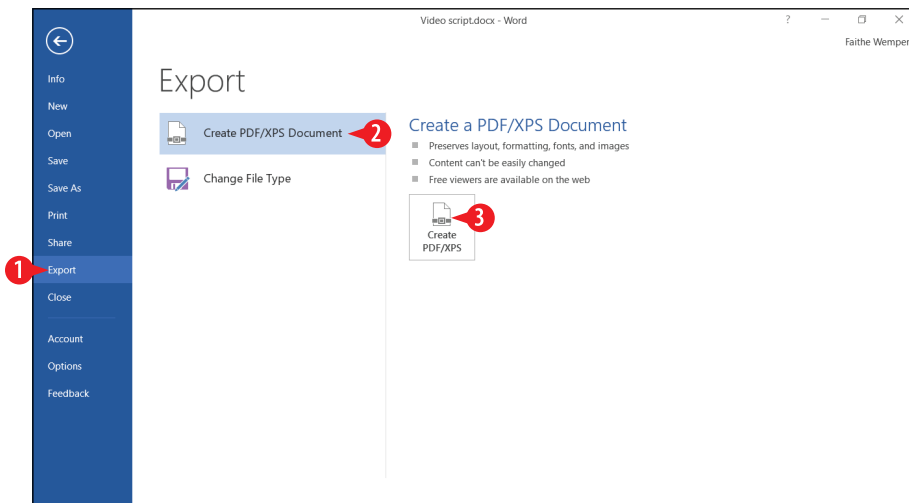 Video script.docx - Word
?
Faithe Wemper
Info
New
Open
Save
Save As
Print
Share
1
Export
Close
Account
Options
Feedback
Export
Create PDF/XPS Document
2
Change File Type
Create a PDF/XPS Document
Preserves layout, formatting, fonts, and images
Content can't be easily changed
Free viewers are available on the web
3
Create
PDF/XPS